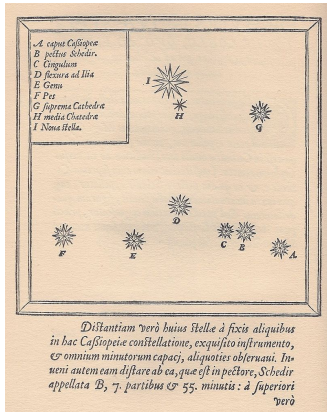 A caput Cassiopeæ
B pectus Schedir.
C Cingulum
D flexura ad Ilia
E Genu
F Pes
G suprema Cathedræ
H media Chatedræ
I Noua stella.
I
H
G
D
C
B
F
E
A
Distantiam verò huius stellæ à fixis aliquibus
in hac Cassiopeiæ constellatione, exquisito instrumento,
& omnium minutorum capacj, aliquoties obseruaui. In-
ueni autem eam distare ab ea, quæ est in pectore, Schedir
appellata B, 7. partibus & 55. minutis : à superiori
verò